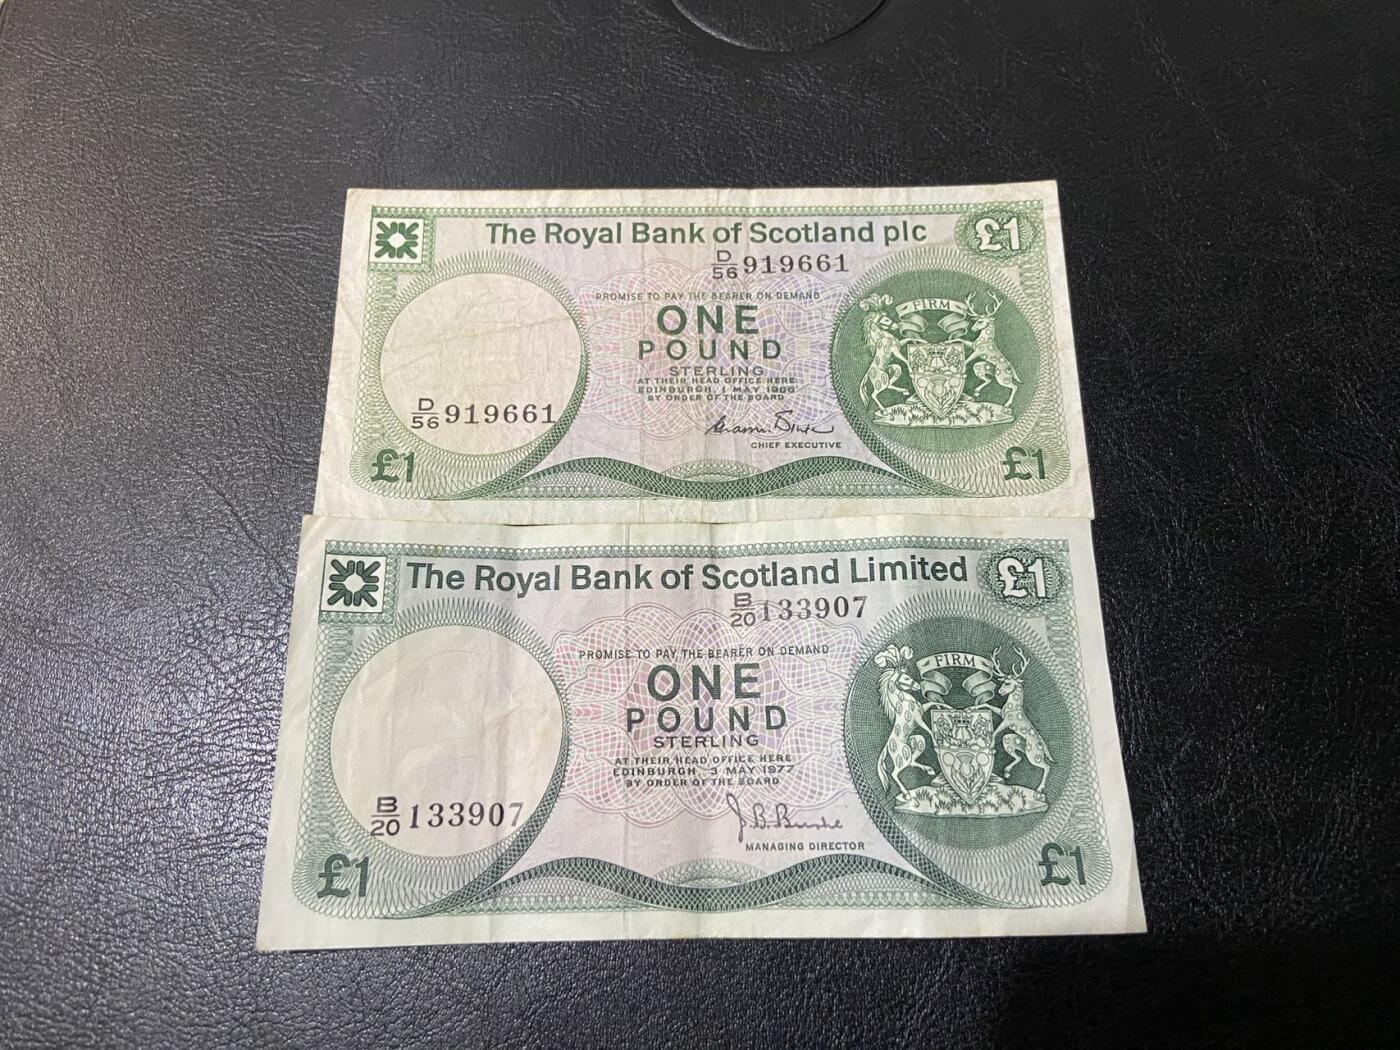 The Royal Bank of Scotland plc
£1
D/56 919661
PROMISE TO PAY THE BEARER ON DEMAND
ONE
POUND
STERLING
AT THEIR HEAD OFFICE HERE
EDINBURGH, 1 MAY
BY ORDER OF THE BOARD
FIRM
D/56 919661
CHIEF EXECUTIVE
£1
£1
The Royal Bank of Scotland Limited
£1
B/20 133907
PROMISE TO PAY THE BEARER ON DEMAND
ONE
POUND
STERLING
AT THEIR HEAD OFFICE HERE
EDINBURGH, 3 MAY 1977
BY ORDER OF THE BOARD
FIRM
B/20 133907
J.B. Burke
MANAGING DIRECTOR
£1
£1